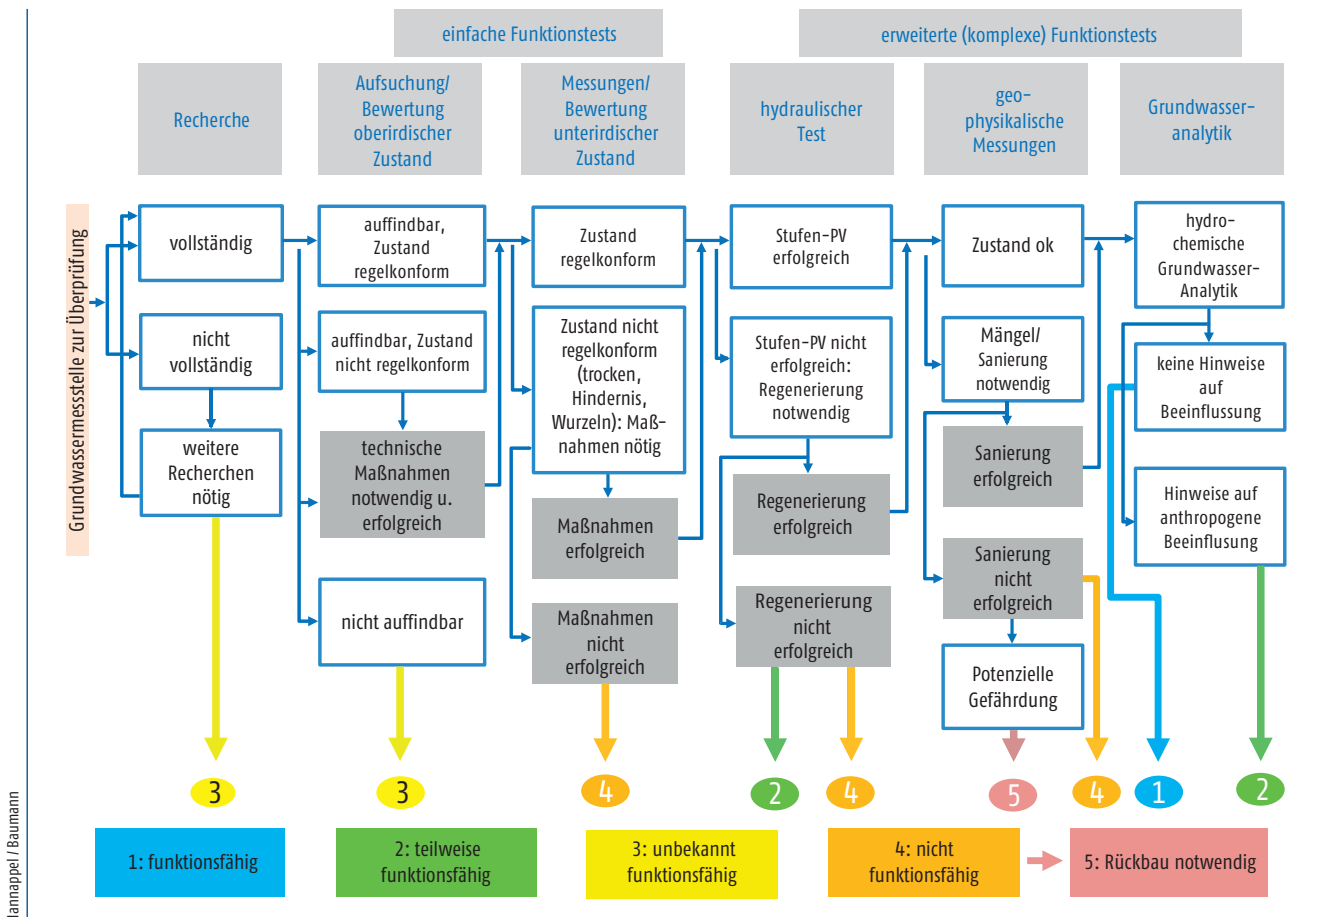 einfache Funktionstests
erweiterte (komplexe) Funktionstests
Recherche
Aufsuchung/
Bewertung
oberirdischer
Zustand
Messungen/
Bewertung
unterirdischer
Zustand
hydraulischer
Test
geo-
physikalische
Messungen
Grundwasser-
analytik
Grundwassermessstelle zur Überprüfung
vollständig
nicht
vollständig
weitere
Recherchen
nötig
auffindbar,
Zustand
regelkonform
auffindbar, Zustand
nicht regelkonform
technische
Maßnahmen
notwendig u.
erfolgreich
nicht auffindbar
Zustand
regelkonform
Zustand nicht
regelkonform
(trocken,
Hindernis,
Wurzeln): Maß-
nahmen nötig
Maßnahmen
erfolgreich
Maßnahmen
nicht
erfolgreich
Stufen-PV
erfolgreich
Stufen-PV nicht
erfolgreich:
Regenerierung
notwendig
Regenerierung
erfolgreich
Regenerierung
nicht
erfolgreich
Zustand ok
Mängel/
Sanierung
notwendig
Sanierung
erfolgreich
Sanierung
nicht
erfolgreich
Potenzielle
Gefährdung
hydro-
chemische
Grundwasser-
Analytik
keine Hinweise
auf
Beeinflussung
Hinweise auf
anthropogene
Beeinflusung
3
3
4
2
4
5
4
1
2
1: funktionsfähig
2: teilweise
funktionsfähig
3: unbekannt
funktionsfähig
4: nicht
funktionsfähig
5: Rückbau notwendig
lannappel / Baumann